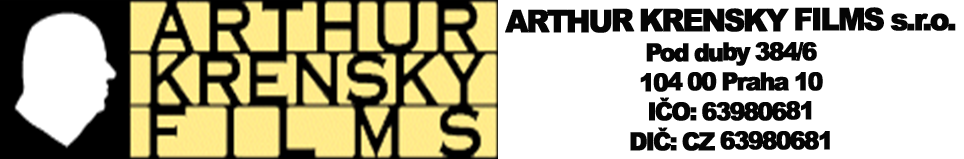 ARTHUR
KRENSKY
FILMS
ARTHUR KRENSKY FILMS s.r.o.
Pod duby 384/6
104 00 Praha 10
IČO: 63980681
DIČ: CZ 63980681